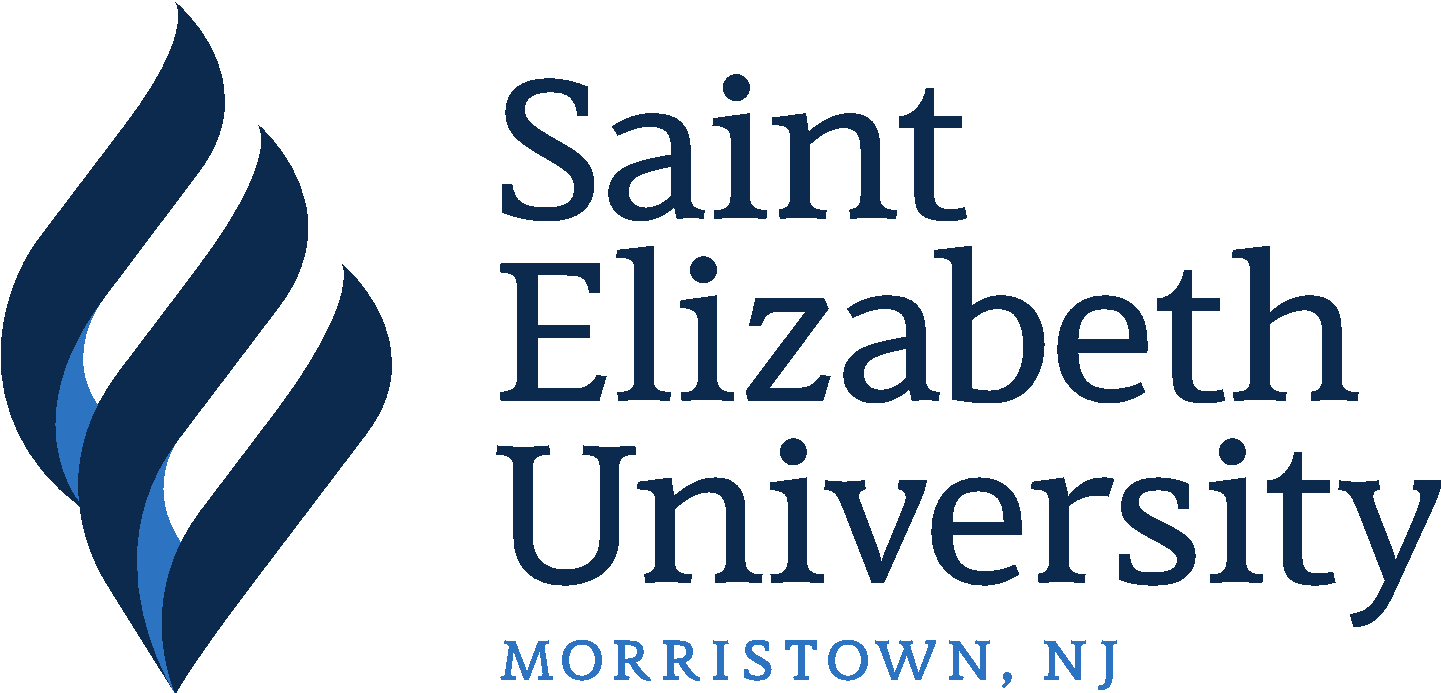 Saint
Elizabeth
University
MORRISTOWN, NJ